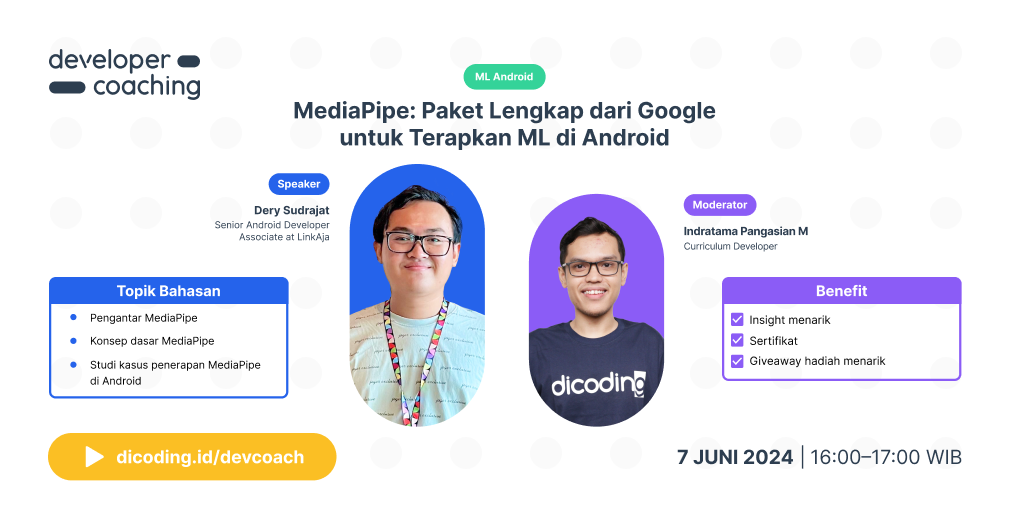 developer
coaching
ML Android
MediaPipe: Paket Lengkap dari Google
untuk Terapkan ML di Android
Speaker
Dery Sudrajat
Senior Android Developer
Associate at LinkAja
Moderator
Indratama Pangasian M
Curriculum Developer
Topik Bahasan
Pengantar MediaPipe
Konsep dasar MediaPipe
Studi kasus penerapan MediaPipe
di Android
Benefit
Insight menarik
Sertifikat
Giveaway hadiah menarik
dicoding
dicoding.id/devcoach
7 JUNI 2024 | 16:00–17:00 WIB